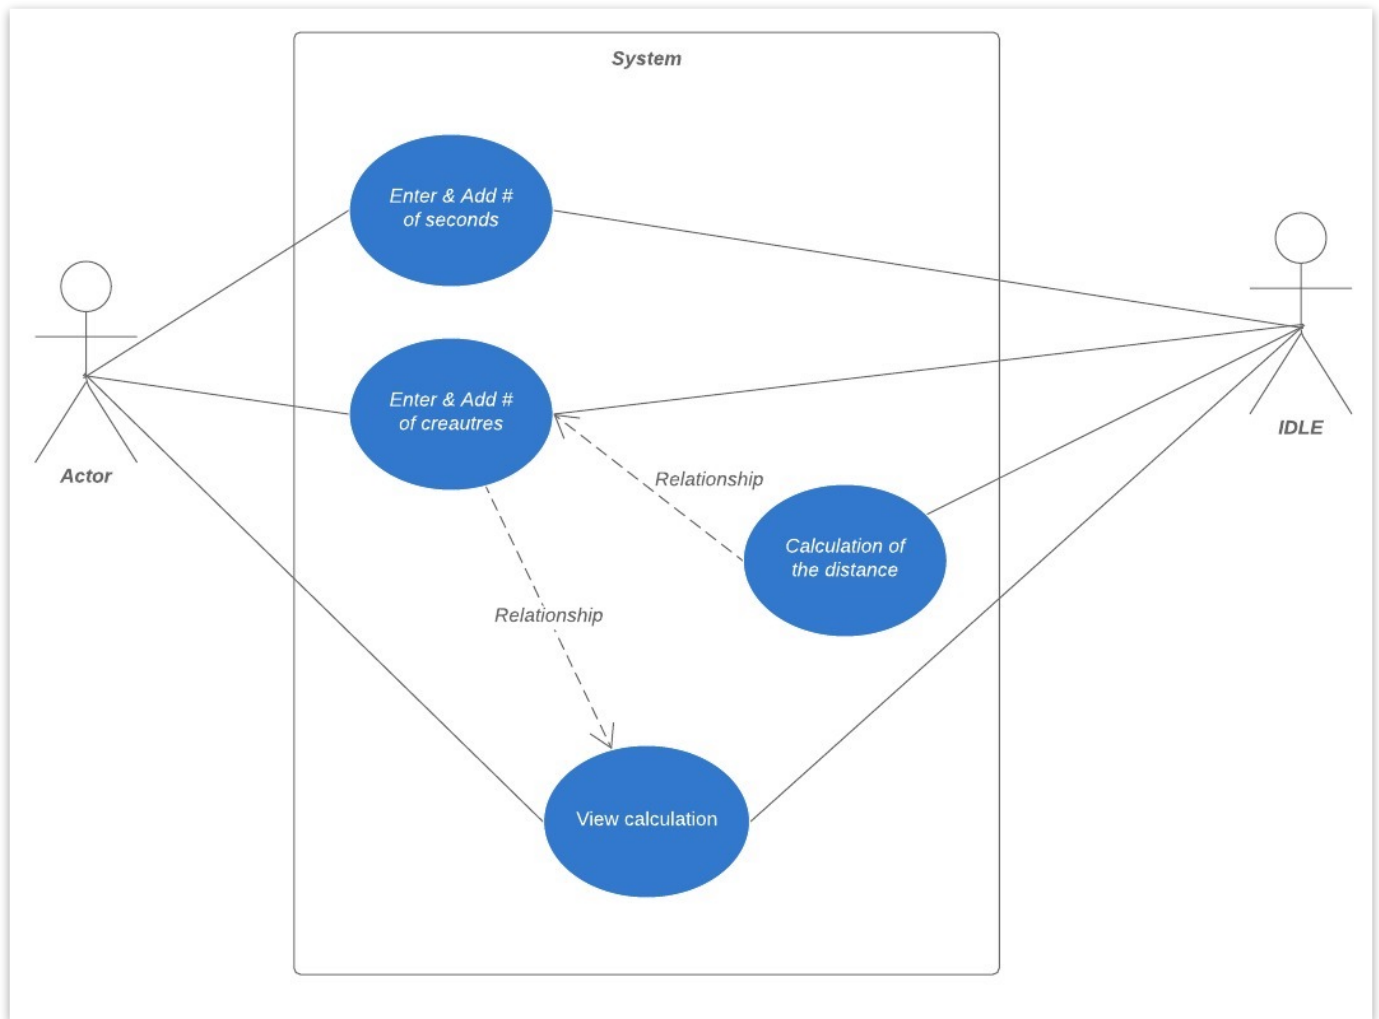 System
Enter & Add #
of seconds
Enter & Add #
of creautres
Actor
IDLE
Relationship
Calculation of
the distance
Relationship
View calculation